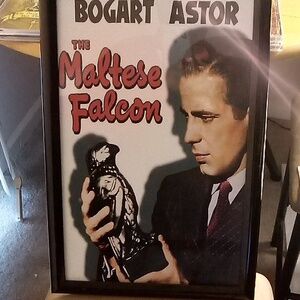 BOGART ASTOR
THE
Maltese
Falcon